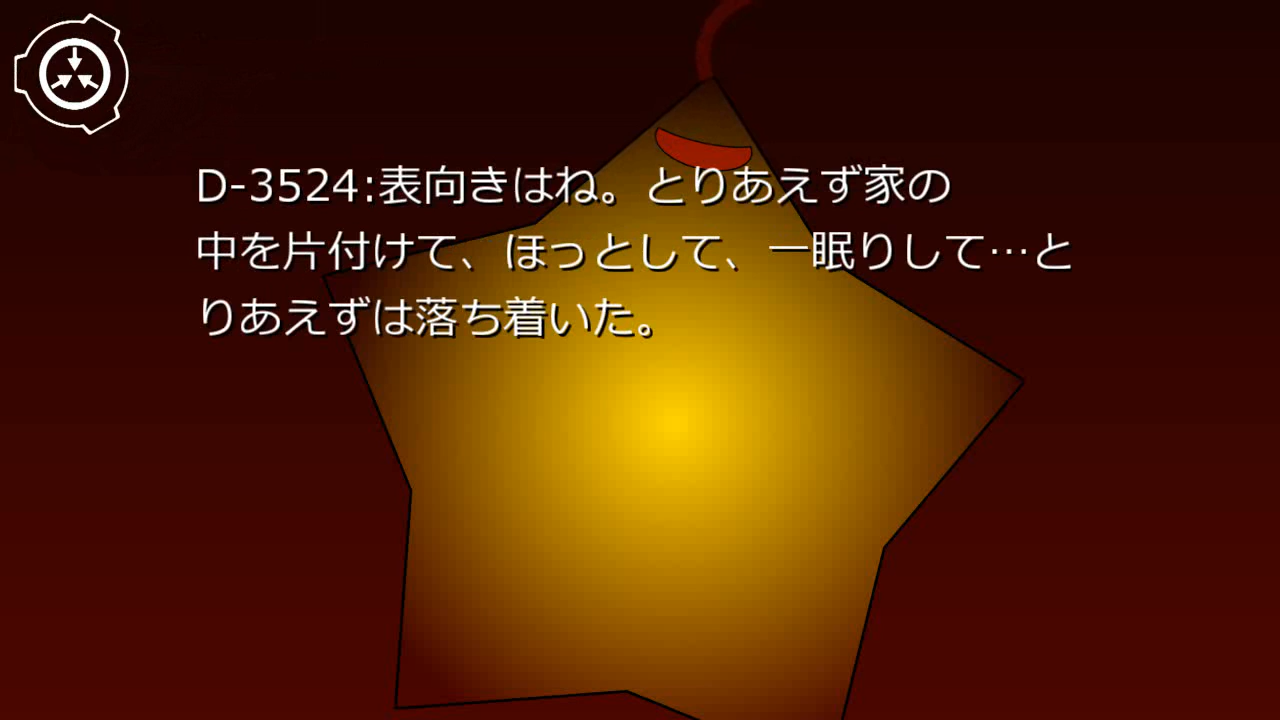 D-3524:表向きはね。とりあえず家の
中を片付けて、ほっとして、一眠りして…と
りあえずは落ち着いた。